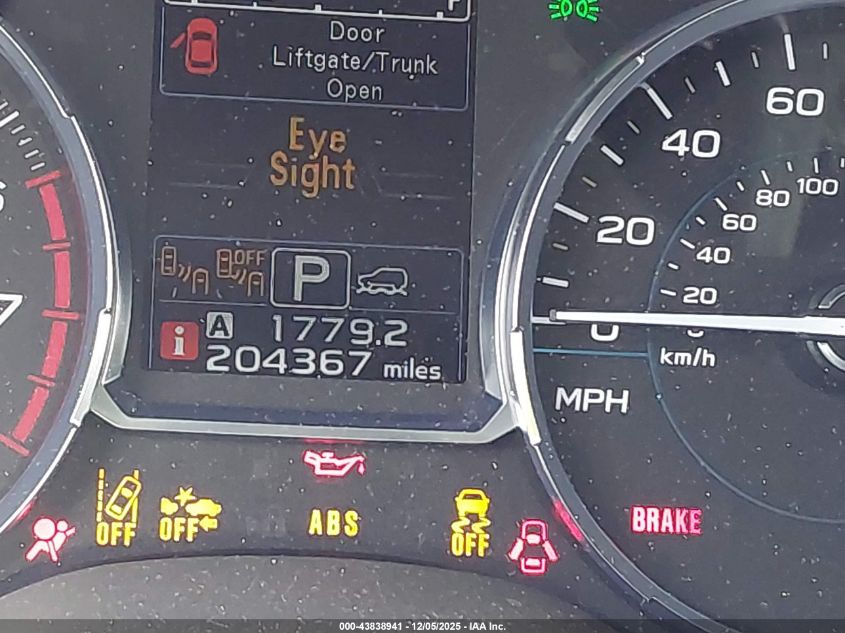 F
Door
Liftgate/Trunk
Open
Eye
Sight
OFF
P
i A 1779.2
204367 miles
7
60
40
20
0
100
80
60
40
20
km/h
MPH
OFF
OFF
ABS
OFF
BRAKE
000-43838941 - 12/05/2025 - IAA Inc.